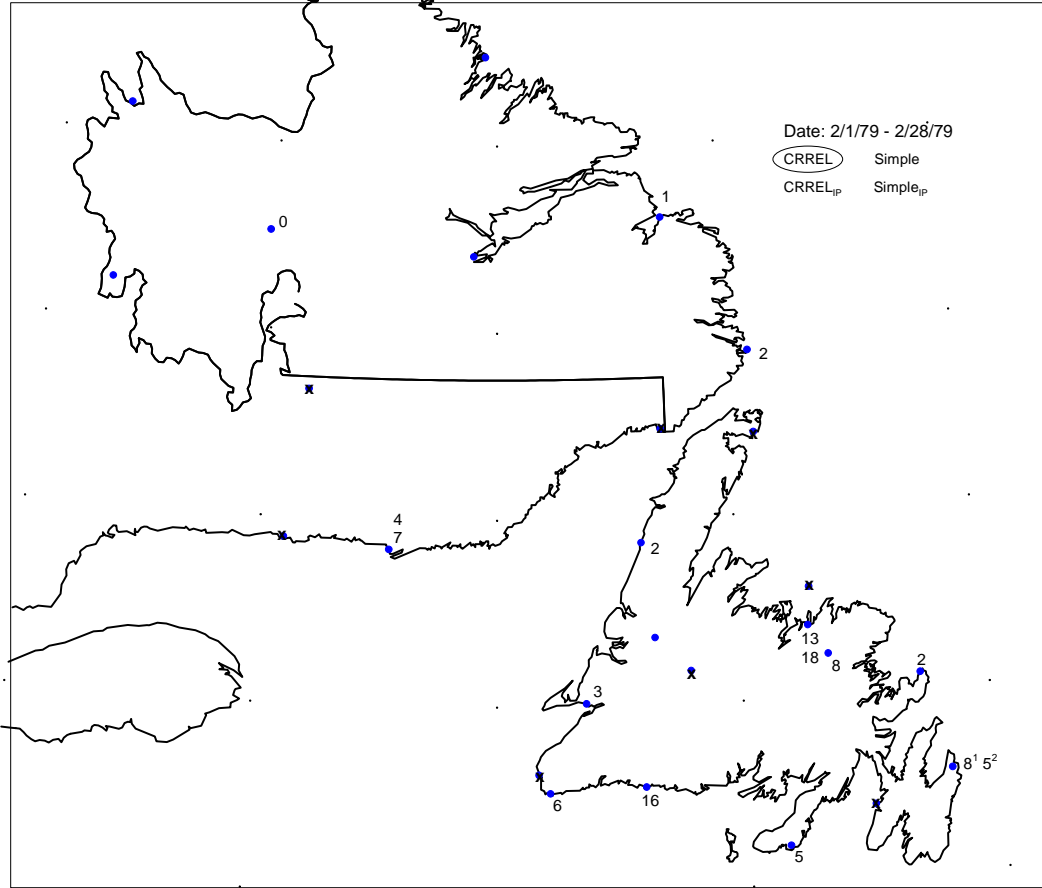 Date: 2/1/79 - 2/28/79
CRREL Simple
CRREL_IP Simple_IP
1
0
2
x
x
x
4
x 7
2
x
13
18 8
2
x
3
8¹ 5²
x
6
16
x
5